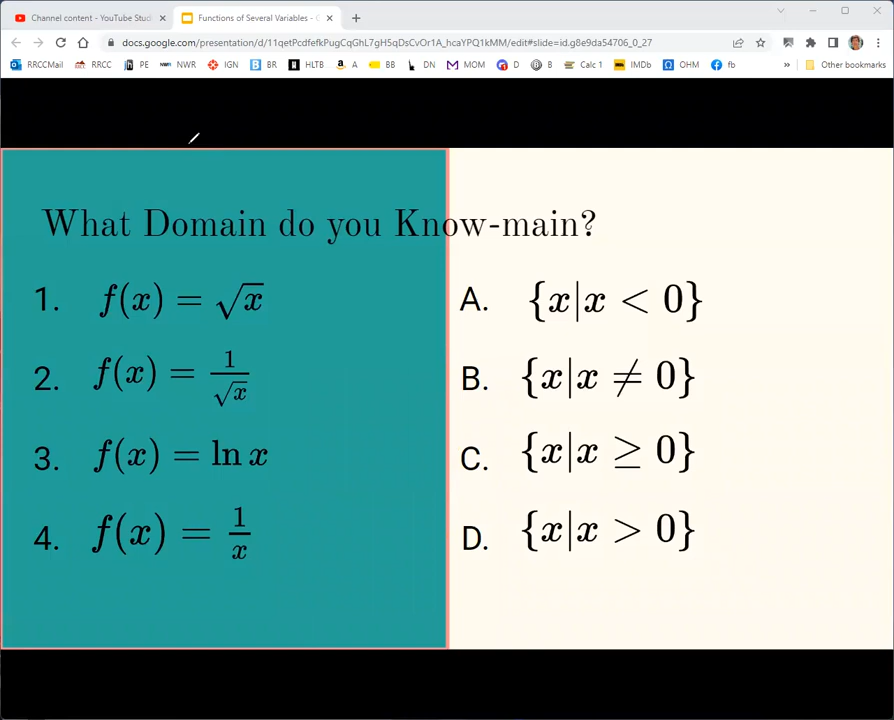 Channel content - YouTube Stud
Functions of Several Variables -
docs.google.com/presentation/d/11qetPcdfefkPugCqGhL7gH5qDsCvOr1A_hcaYPQ1kMM/edit#slide=id.g8e9da54706_0_27
RRCCMail RRCC PE NWR IGN BR HLTB DN BB A MOM D B Calc 1 IMDb OHM fb » Other bookmarks
What Domain do you Know-main?
1. f(x) = √x
A. {x|x < 0}
2. f(x) = 1/√x
B. {x|x ≠ 0}
3. f(x) = ln x
C. {x|x ≥ 0}
4. f(x) = 1/x
D. {x|x > 0}